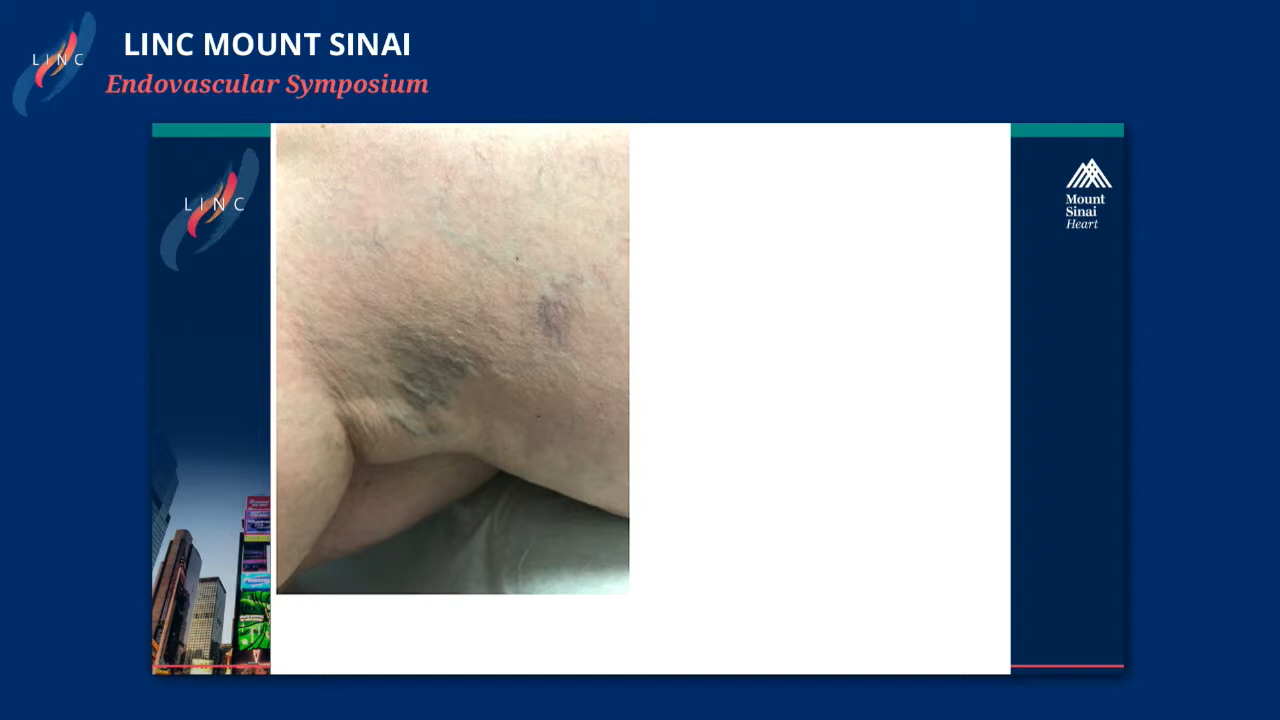 LINC
LINC MOUNT SINAI
Endovascular Symposium
LINC
Mount
Sinai
Heart